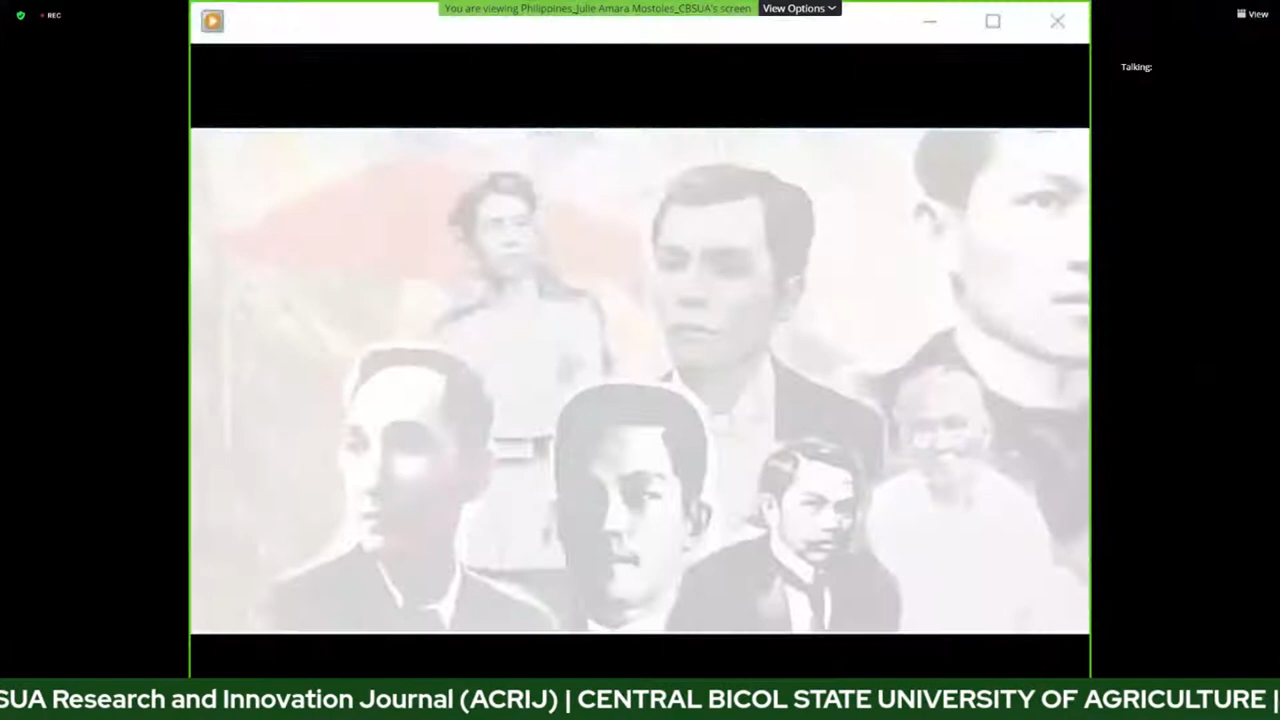 REC
You are viewing Philippines_Julie Amara Mostoles_CBSUA's screen
View Options
View
Talking:
SUA Research and Innovation Journal (ACRIJ) | CENTRAL BICOL STATE UNIVERSITY OF AGRICULTURE |